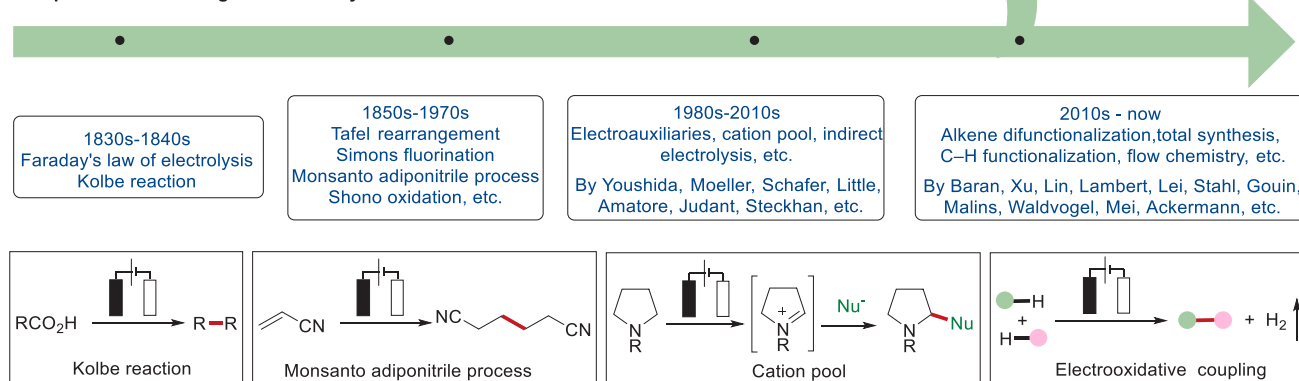 1830s-1840s
Faraday's law of electrolysis
Kolbe reaction
1850s-1970s
Tafel rearrangement
Simons fluorination
Monsanto adiponitrile process
Shono oxidation, etc.
1980s-2010s
Electroauxiliaries, cation pool, indirect
electrolysis, etc.
By Youshida, Moeller, Schafer, Little,
Amatore, Judant, Steckhan, etc.
2010s - now
Alkene difunctionalization,total synthesis,
C–H functionalization, flow chemistry, etc.
By Baran, Xu, Lin, Lambert, Lei, Stahl, Gouin,
Malins, Waldvogel, Mei, Ackermann, etc.
RCO₂H
R R
Kolbe reaction
CN
NC
CN
Monsanto adiponitrile process
N
R
+
N
R
Nu⁻
N
R
Nu
Cation pool
H
+
H
+ H₂
Electrooxidative coupling